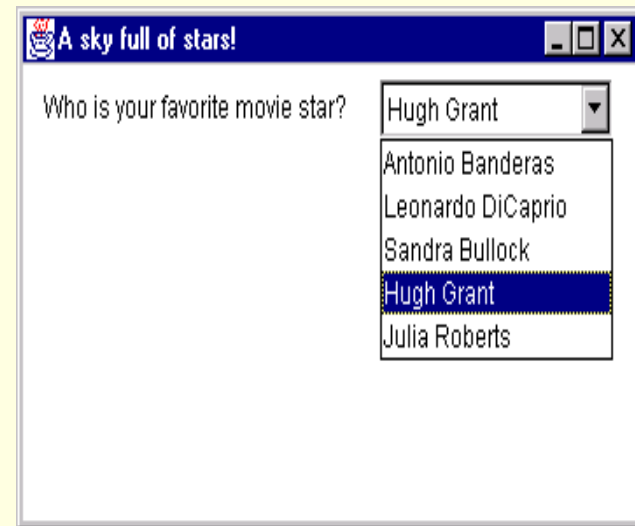 A sky full of stars!
Who is your favorite movie star? Hugh Grant
Antonio Banderas
Leonardo DiCaprio
Sandra Bullock
Hugh Grant
Julia Roberts